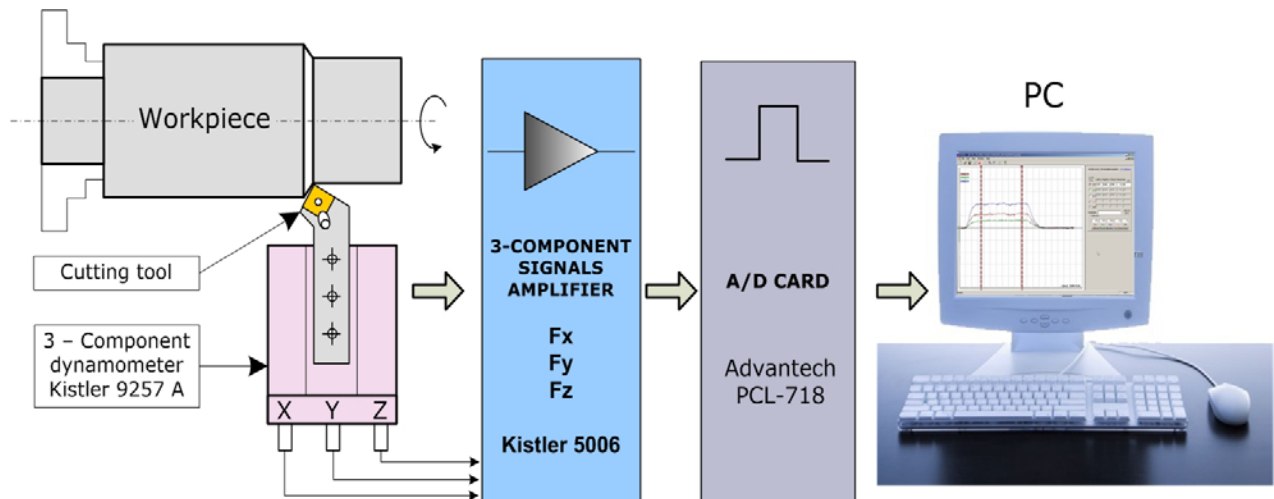 Workpiece
Cutting tool
3 – Component
dynamometer
Kistler 9257 A
X Y Z
3-COMPONENT
SIGNALS
AMPLIFIER
Fx
Fy
Fz
Kistler 5006
A/D CARD
Advantech
PCL-718
PC